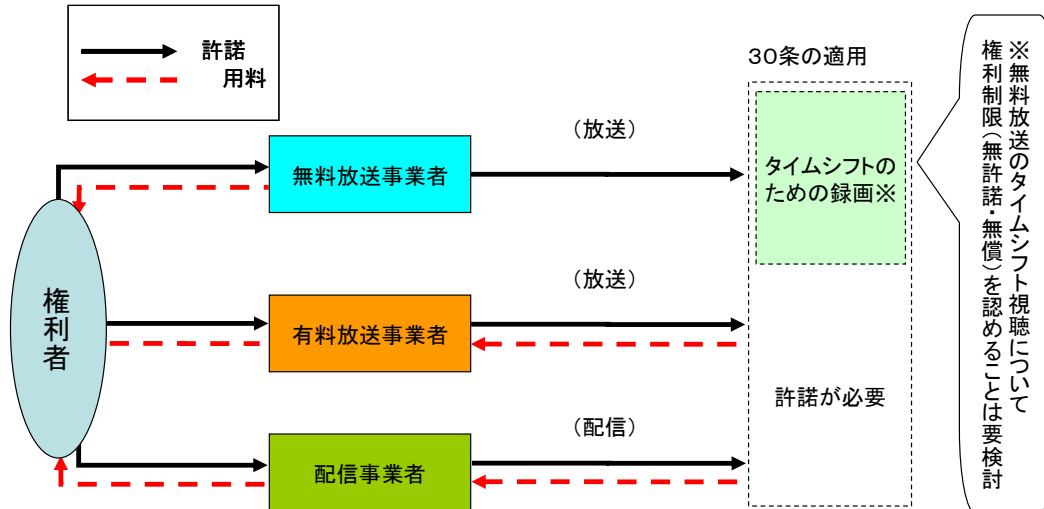 許諾
用料
30条の適用
(放送)
無料放送事業者
タイムシフトの
ための録画※
権利者
(放送)
有料放送事業者
許諾が必要
(配信)
配信事業者
※無料放送のタイムシフト視聴について
権利制限(無許諾・無償)を認めることは要検討